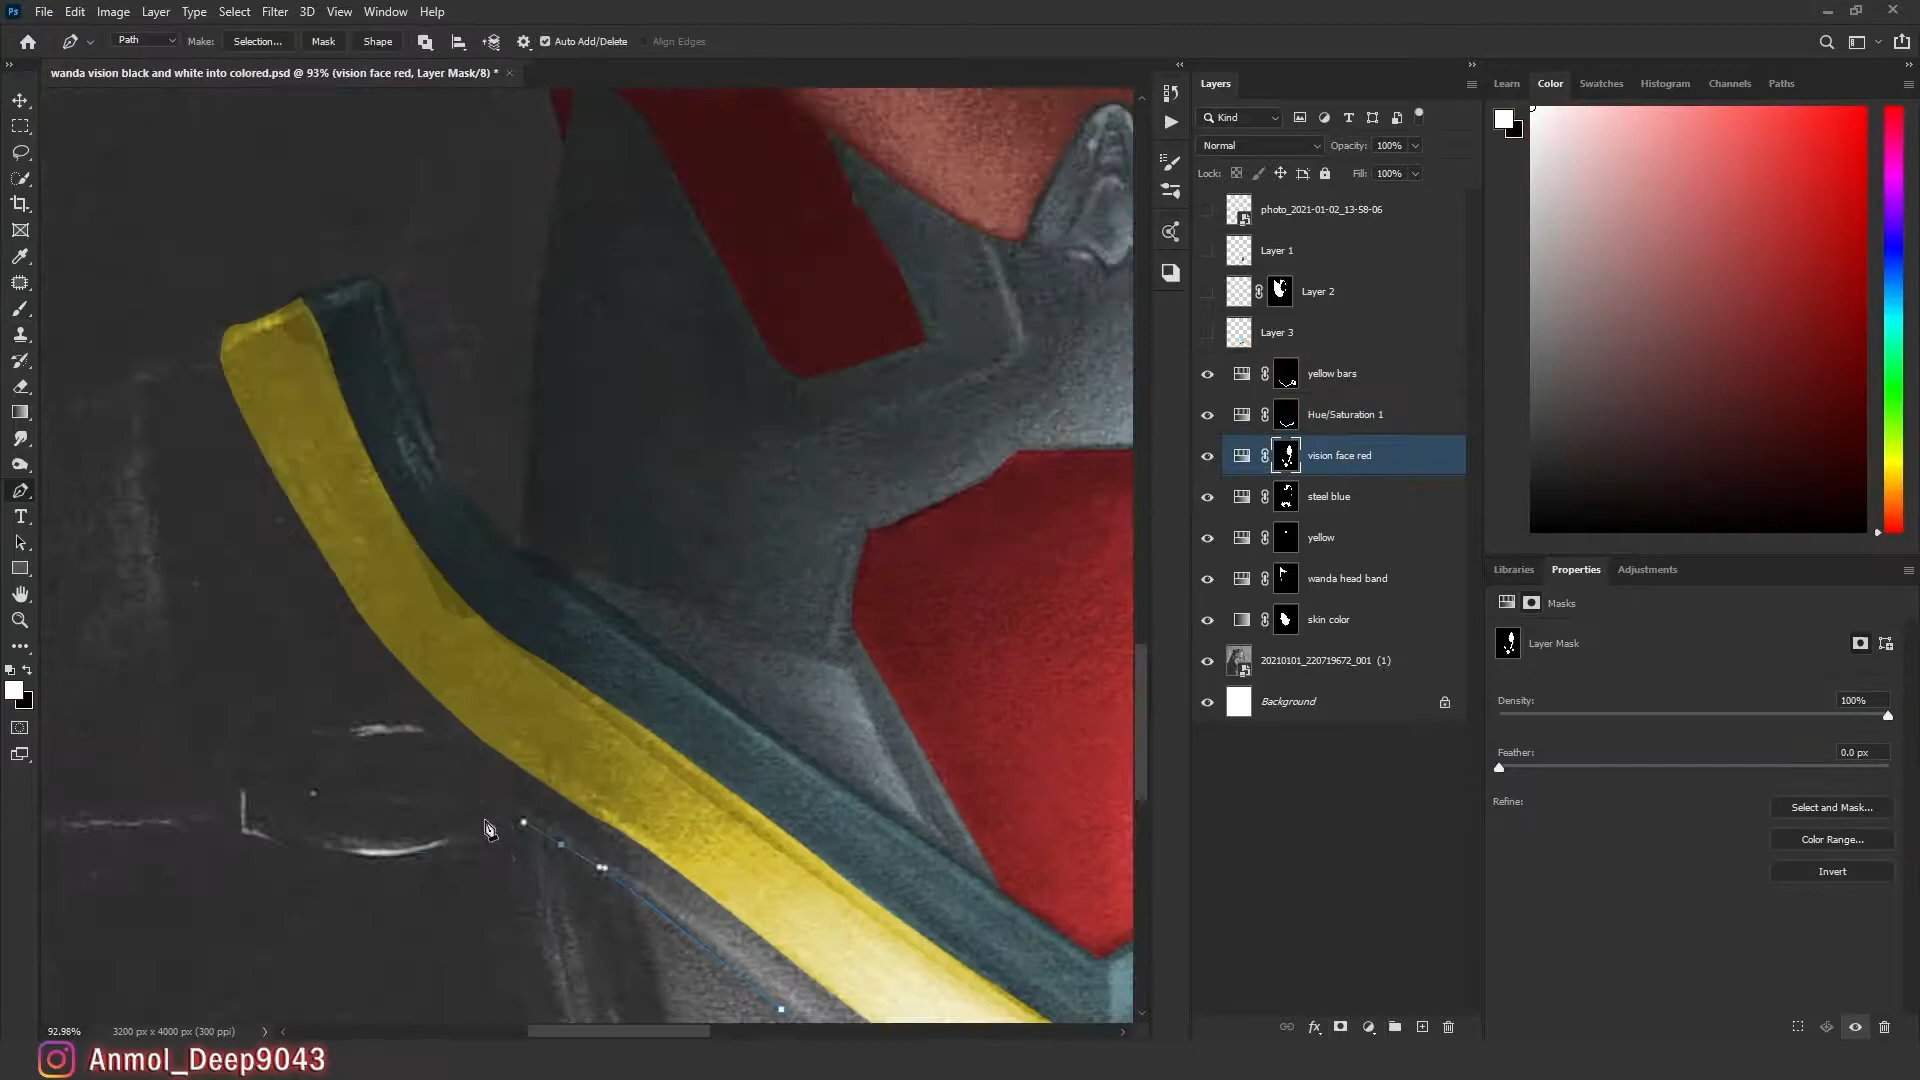 Ps File Edit Image Layer Type Select Filter 3D View Window Help
Path Make: Selection... Mask Shape Auto Add/Delete Align Edges
wanda vision black and white into colored.psd @ 93% (vision face red, Layer Mask/8) *
Layers
Kind
Normal Opacity: 100%
Lock: Fill: 100%
photo_2021-01-02_13-58-06
Layer 1
Layer 2
Layer 3
yellow bars
Hue/Saturation 1
vision face red
steel blue
yellow
wanda head band
skin color
20210101_220719672_001 (1)
Background
Learn Color Swatches Histogram Channels Paths
Libraries Properties Adjustments
Masks
Layer Mask
Density: 100%
Feather: 0.0 px
Refine: Select and Mask...
Color Range...
Invert
92.98% 3200 px x 4000 px (300 ppi)
fx
Anmol_Deep9043